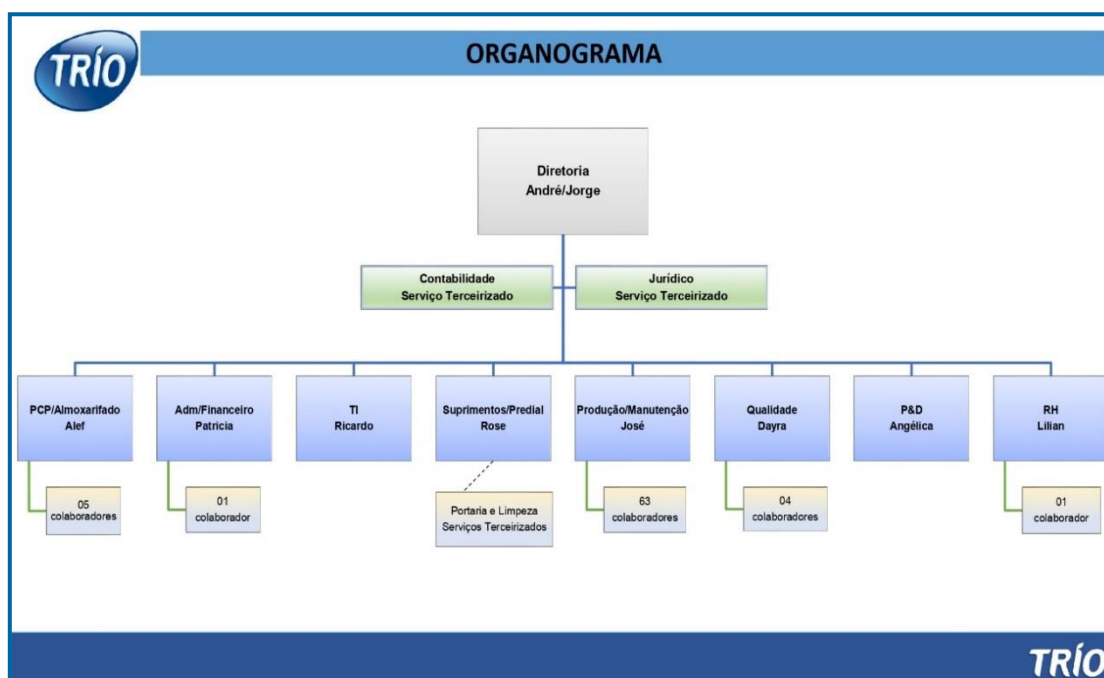 TRÍO
ORGANOGRAMA
Diretoria
André/Jorge
Contabilidade
Serviço Terceirizado
Jurídico
Serviço Terceirizado
PCP/Almoxarifado
Alef
Adm/Financeiro
Patricia
TI
Ricardo
Suprimentos/Predial
Rose
Produção/Manutenção
José
Qualidade
Dayra
P&D
Angélica
RH
Lilian
05
colaboradores
01
colaborador
Portaria e Limpeza
Serviços Terceirizados
63
colaboradores
04
colaboradores
01
colaborador
TRÍO